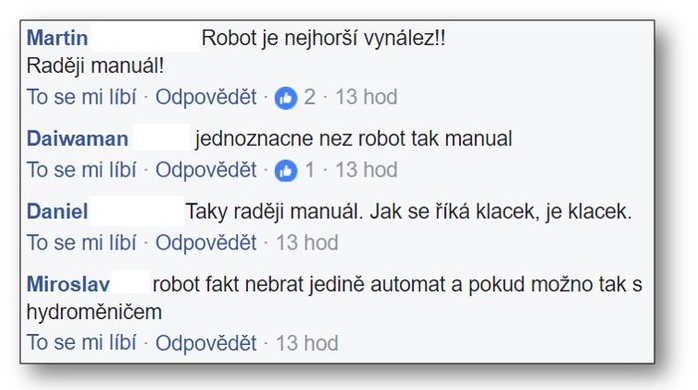 Martin Robot je nejhorší vynález!!
Raději manuál!
To se mi líbí · Odpovědět · 2 · 13 hod
Daiwaman jednoznacne nez robot tak manual
To se mi líbí · Odpovědět · 1 · 13 hod
Daniel Taky raději manuál. Jak se říká klacek, je klacek.
To se mi líbí · Odpovědět · 13 hod
Miroslav robot fakt nebrat jedině automat a pokud možno tak s
hydroměničem
To se mi líbí · Odpovědět · 13 hod